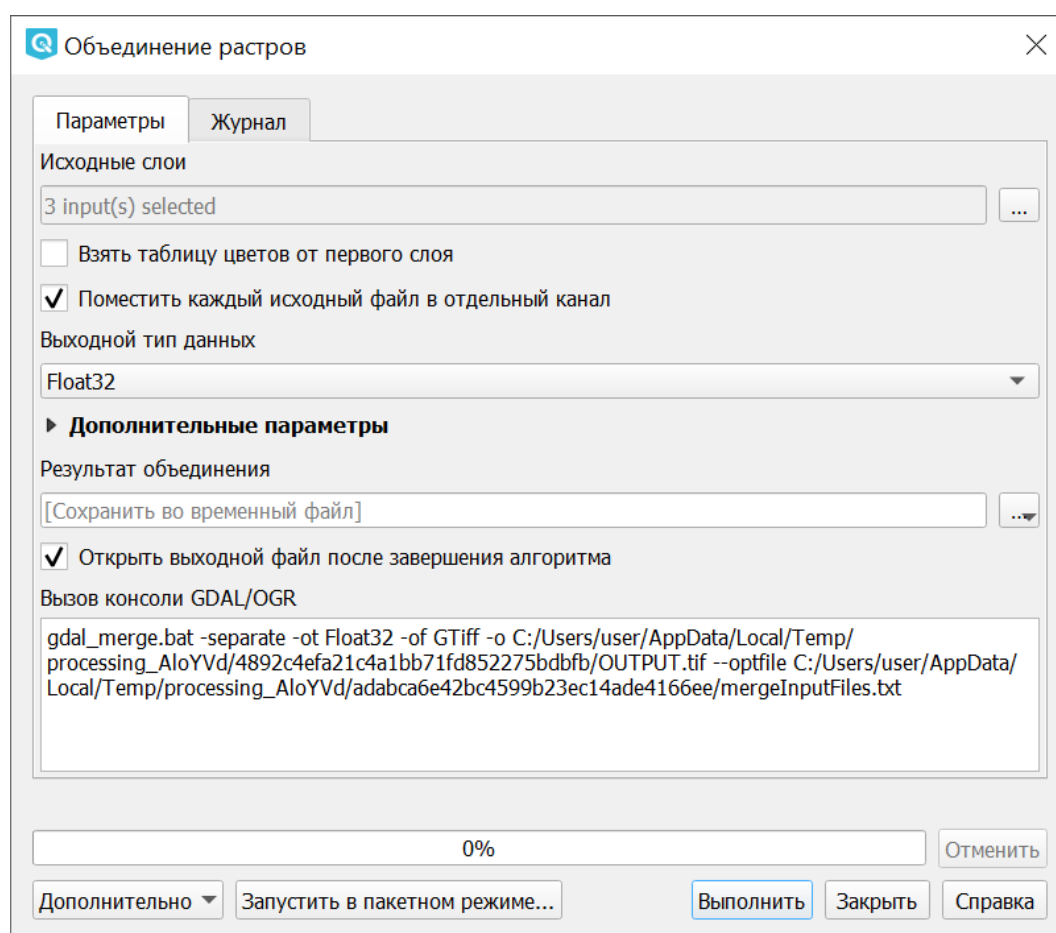 Объединение растров
Параметры
Журнал
Исходные слои
3 input(s) selected
...
Взять таблицу цветов от первого слоя
Поместить каждый исходный файл в отдельный канал
Выходной тип данных
Float32
Дополнительные параметры
Результат объединения
[Сохранить во временный файл]
...
Открыть выходной файл после завершения алгоритма
Вызов консоли GDAL/OGR
gdal_merge.bat -separate -ot Float32 -of GTiff -o C:/Users/user/AppData/Local/Temp/
processing_AloYVd/4892c4efa21c4a1bb71fd852275bdbfb/OUTPUT.tif --optfile C:/Users/user/AppData/
Local/Temp/processing_AloYVd/adabca6e42bc4599b23ec14ade4166ee/mergeInputFiles.txt
0%
Отменить
Дополнительно
Запустить в пакетном режиме...
Выполнить
Закрыть
Справка